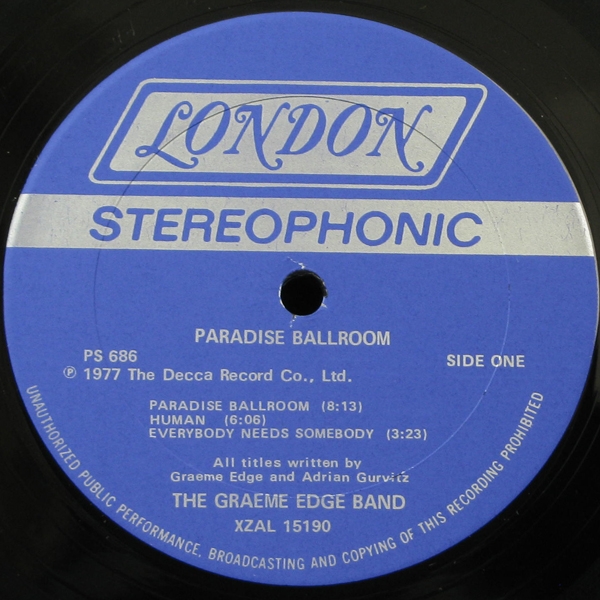 LONDON
STEREOPHONIC
PARADISE BALLROOM
PS 686
SIDE ONE
℗ 1977 The Decca Record Co., Ltd.
PARADISE BALLROOM (8:13)
HUMAN (6:06)
EVERYBODY NEEDS SOMEBODY (3:23)
All titles written by
Graeme Edge and Adrian Gurvitz
THE GRAEME EDGE BAND
XZAL 15190
UNAUTHORIZED PUBLIC PERFORMANCE, BROADCASTING AND COPYING OF THIS RECORDING PROHIBITED